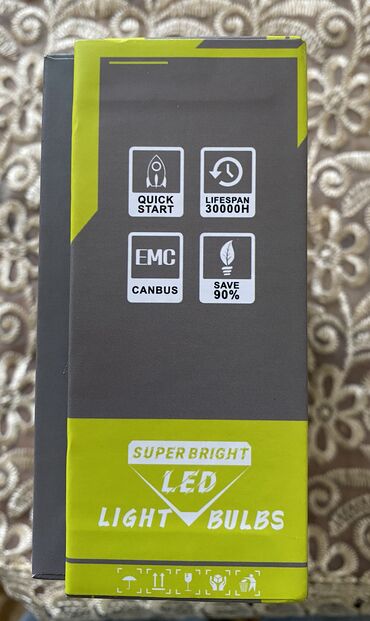 QUICK
START
LIFESPAN
30000H
EMC
CANBUS
SAVE
90%
SUPER BRIGHT
LED
LIGHT BULBS